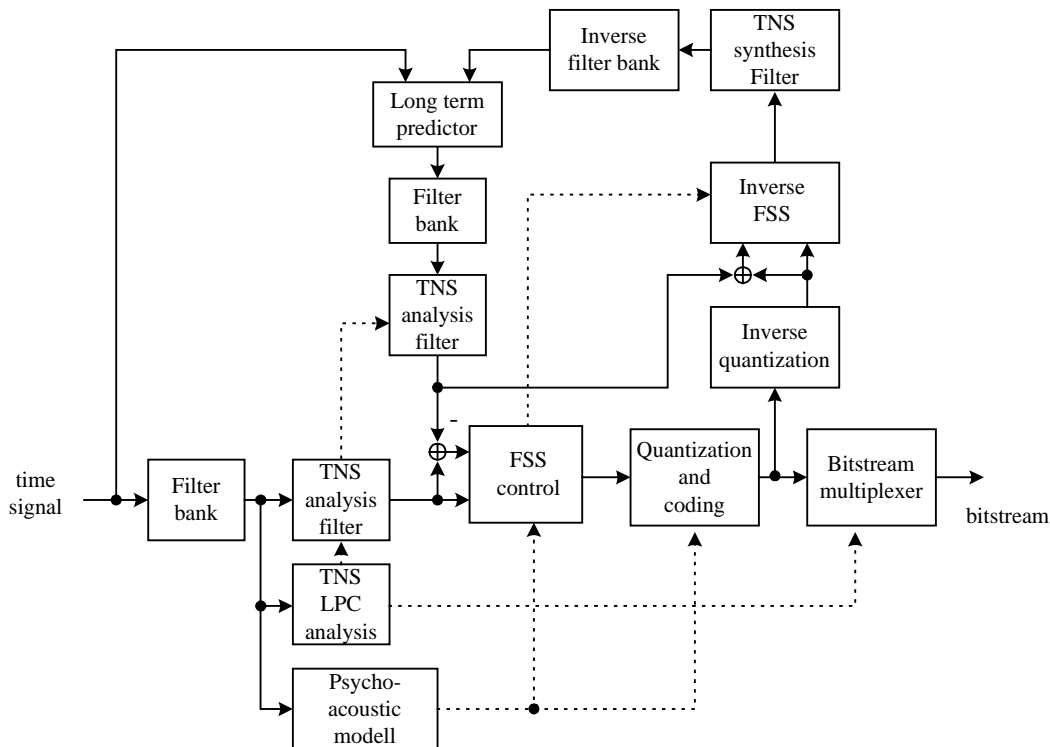 TNS
synthesis
Filter
Inverse
filter bank
Long term
predictor
Filter
bank
Inverse
FSS
TNS
analysis
filter
Inverse
quantization
-
time
signal
Filter
bank
TNS
analysis
filter
FSS
control
Quantization
and
coding
Bitstream
multiplexer
bitstream
TNS
LPC
analysis
Psycho-
acoustic
modell